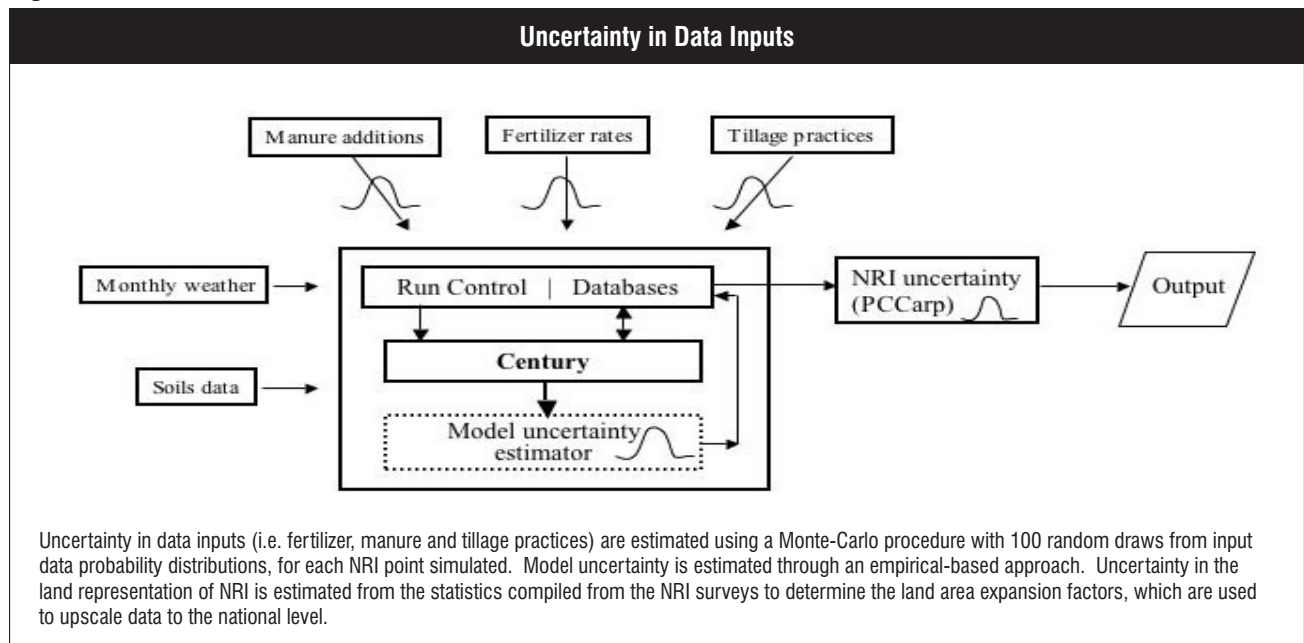 Uncertainty in Data Inputs
Manure additions
Fertilizer rates
Tillage practices
Monthly weather
Run Control | Databases
NRI uncertainty
(PCCarp)
Output
Century
Soils data
Model uncertainty
estimator
Uncertainty in data inputs (i.e. fertilizer, manure and tillage practices) are estimated using a Monte-Carlo procedure with 100 random draws from input
data probability distributions, for each NRI point simulated. Model uncertainty is estimated through an empirical-based approach. Uncertainty in the
land representation of NRI is estimated from the statistics compiled from the NRI surveys to determine the land area expansion factors, which are used
to upscale data to the national level.